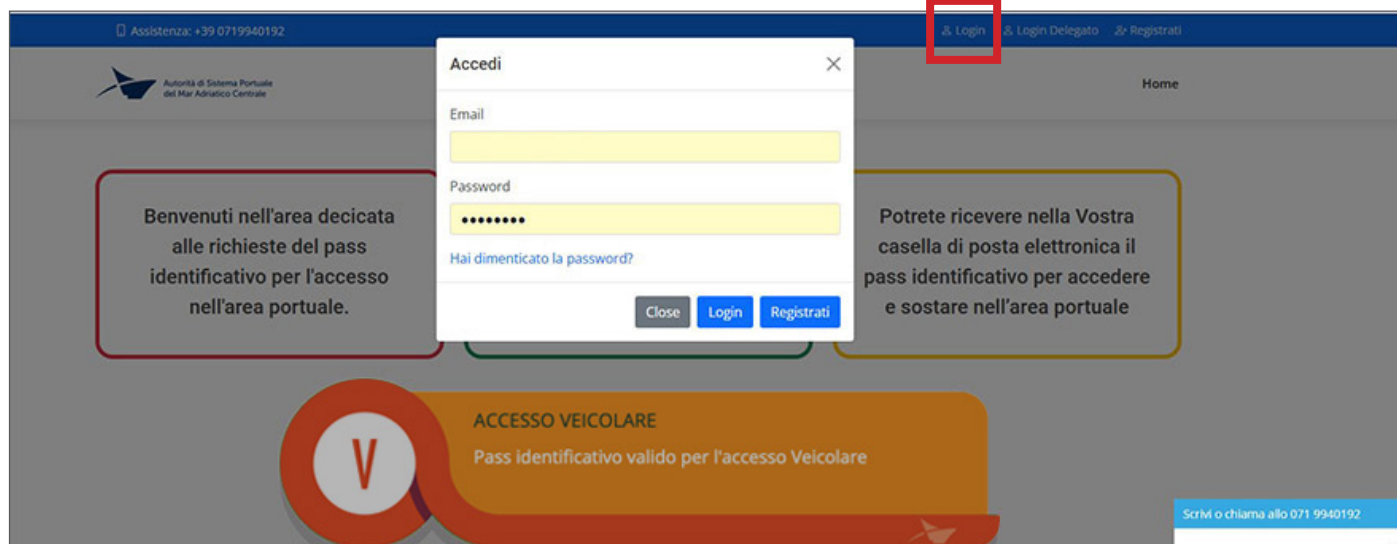 Assistenza: +39 0719940192
Login
Login Delegato
Registrati
Autorità di Sistema Portuale
del Mar Adriatico Centrale
Home
Accedi
Email
Password
Hai dimenticato la password?
Close
Login
Registrati
Benvenuti nell'area decicata
alle richieste del pass
identificativo per l'accesso
nell'area portuale.
Potrete ricevere nella Vostra
casella di posta elettronica il
pass identificativo per accedere
e sostare nell'area portuale
V
ACCESSO VEICOLARE
Pass identificativo valido per l'accesso Veicolare
Scrivi o chiama allo 071 9940192